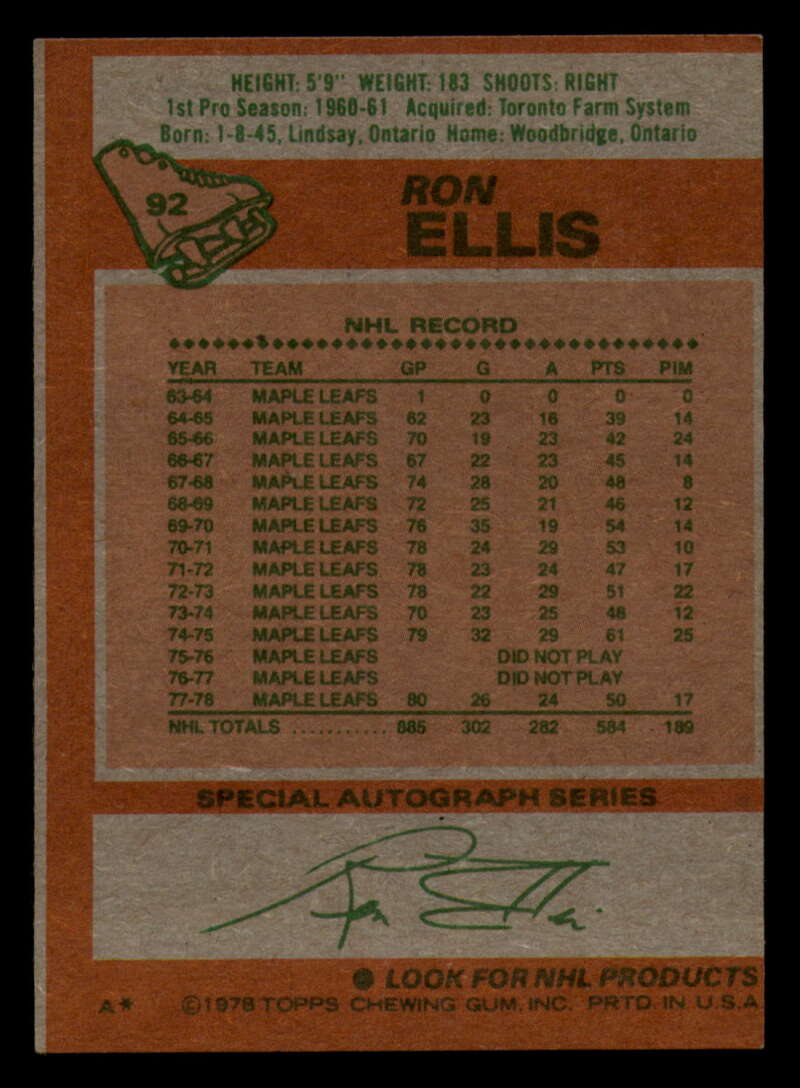 HEIGHT: 5'9" WEIGHT: 183 SHOOTS: RIGHT
1st Pro Season: 1960-61 Acquired: Toronto Farm System
Born: 1-8-45, Lindsay, Ontario Home: Woodbridge, Ontario
92
RON
ELLIS
NHL RECORD
YEAR TEAM GP G A PTS PIM
63-64 MAPLE LEAFS 1 0 0 0 0
64-65 MAPLE LEAFS 62 23 16 39 14
65-66 MAPLE LEAFS 70 19 23 42 24
66-67 MAPLE LEAFS 67 22 23 45 14
67-68 MAPLE LEAFS 74 28 20 48 8
68-69 MAPLE LEAFS 72 25 21 46 12
69-70 MAPLE LEAFS 76 35 19 54 14
70-71 MAPLE LEAFS 78 24 29 53 10
71-72 MAPLE LEAFS 78 23 24 47 17
72-73 MAPLE LEAFS 78 22 29 51 22
73-74 MAPLE LEAFS 70 23 25 48 12
74-75 MAPLE LEAFS 79 32 29 61 25
75-76 MAPLE LEAFS DID NOT PLAY
76-77 MAPLE LEAFS DID NOT PLAY
77-78 MAPLE LEAFS 80 26 24 50 17
NHL TOTALS ........... 885 302 282 584 189
SPECIAL AUTOGRAPH SERIES
Ron Ellis
● LOOK FOR NHL PRODUCTS
A* ©1978 TOPPS CHEWING GUM, INC. PRTD. IN U.S.A